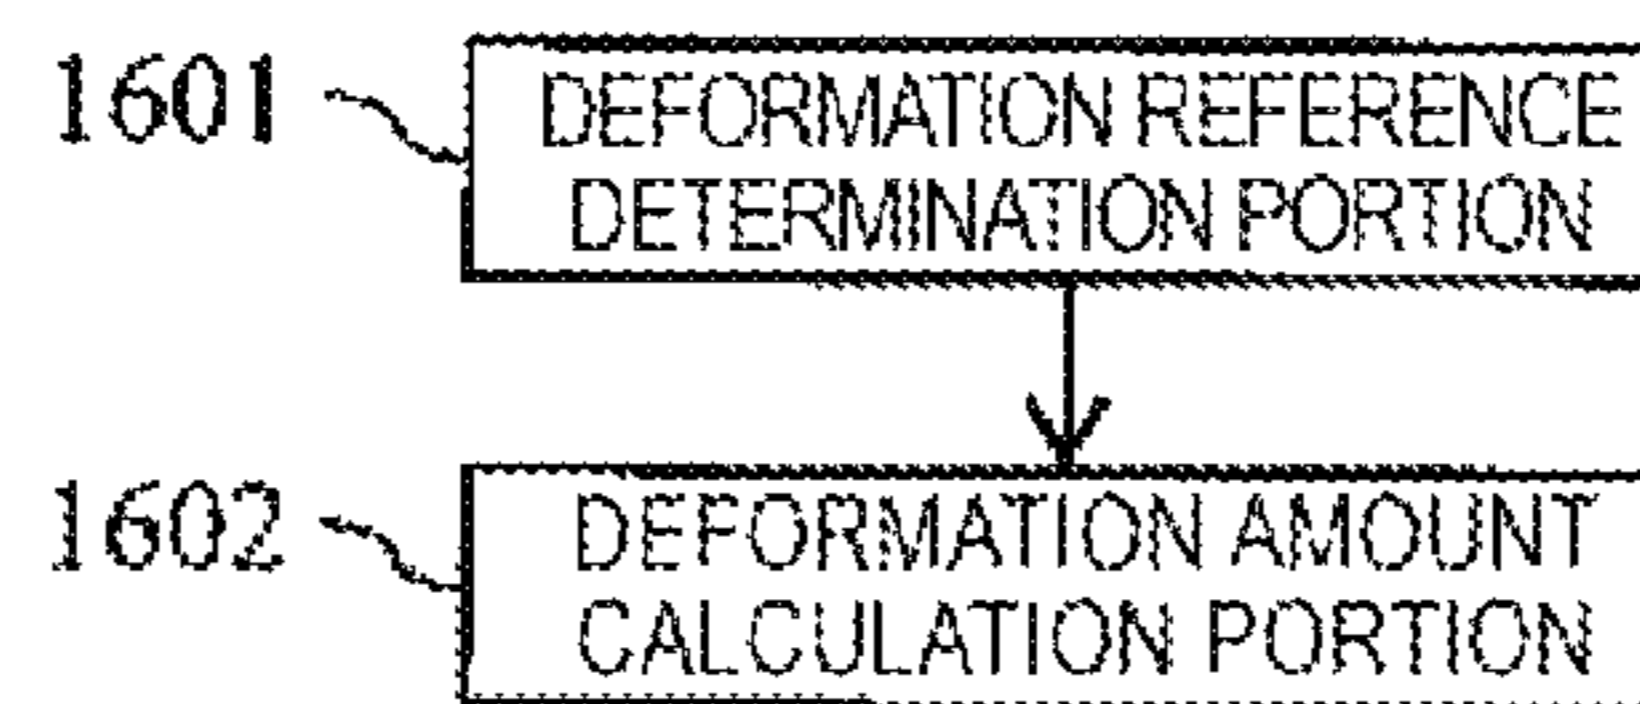 1601
DEFORMATION REFERENCE
DETERMINATION PORTION
1602
DEFORMATION AMOUNT
CALCULATION PORTION